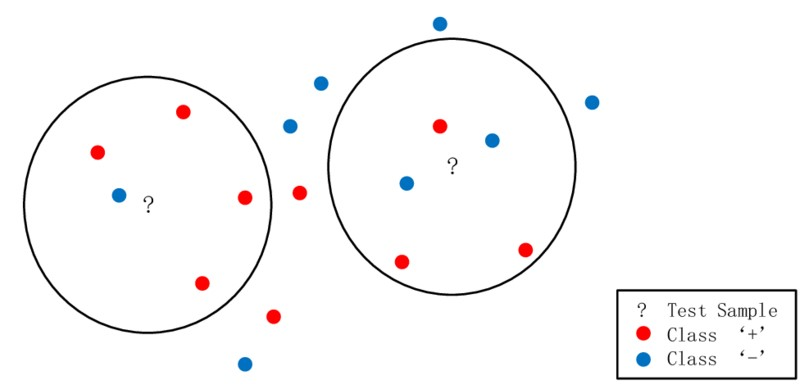 ?
?
? Test Sample
Class ‘+’
Class ‘-’